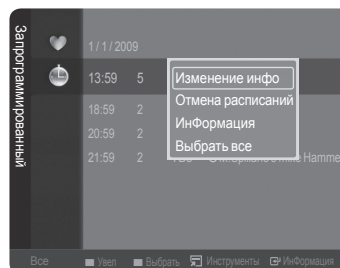 Запрограммированный
1 / 1 / 2009
13:59 5
Изменение инфо
Отмена расписаний
ИнФормация
Выбрать все
18:59 2
20:59 2
21:59 2 Hamme
Все Увел Выбрать Инструменты ИнФормация